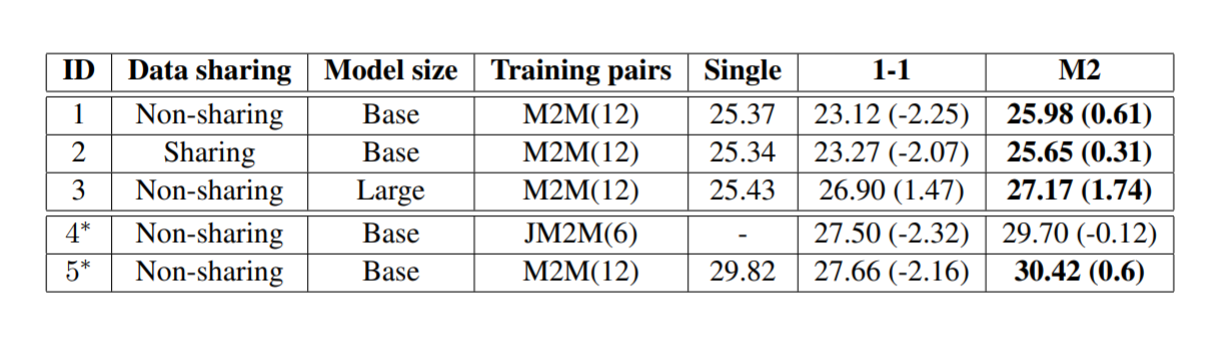 ID Data sharing Model size Training pairs Single 1-1 M2
1 Non-sharing Base M2M(12) 25.37 23.12 (-2.25) 25.98 (0.61)
2 Sharing Base M2M(12) 25.34 23.27 (-2.07) 25.65 (0.31)
3 Non-sharing Large M2M(12) 25.43 26.90 (1.47) 27.17 (1.74)
4* Non-sharing Base JM2M(6) - 27.50 (-2.32) 29.70 (-0.12)
5* Non-sharing Base M2M(12) 29.82 27.66 (-2.16) 30.42 (0.6)